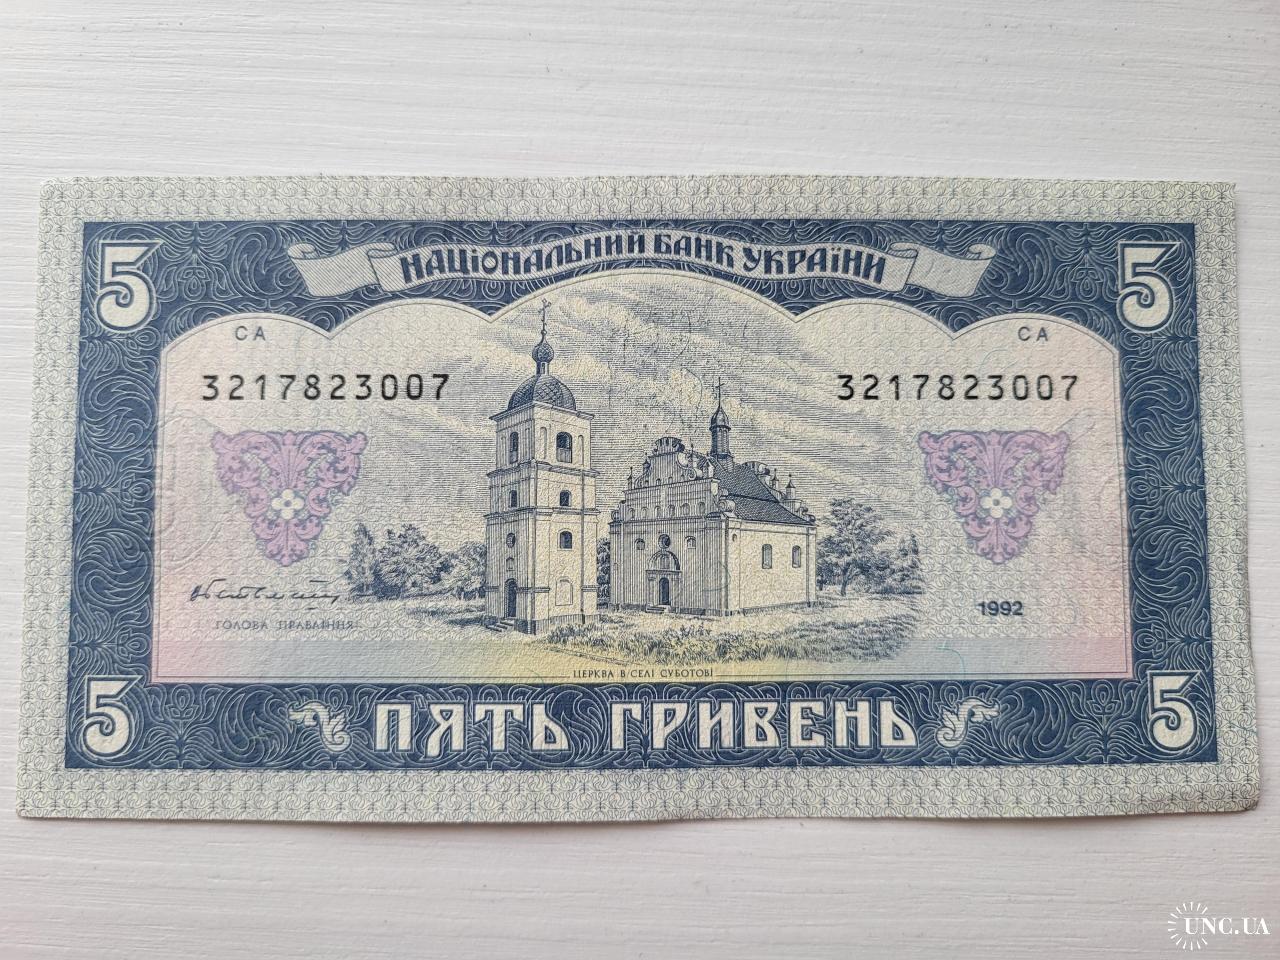 5 НАЦІОНАЛЬНИЙ БАНК УКРАЇНИ 5
СА СА
3217823007 3217823007
ГОЛОВА ПРАВЛІННЯ
1992
ЦЕРКВА В СЕЛІ СУБОТОВІ
5 ПЯТЬ ГРИВЕНЬ 5
UNC.UA